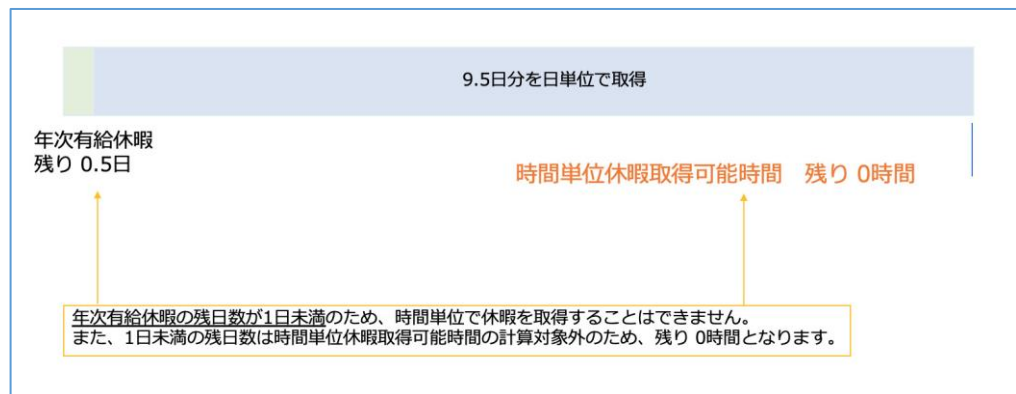 9.5日分を日単位で取得
年次有給休暇
残り 0.5日
時間単位休暇取得可能時間　残り 0時間
年次有給休暇の残日数が1日未満のため、時間単位で休暇を取得することはできません。
また、1日未満の残日数は時間単位休暇取得可能時間の計算対象外のため、残り 0時間となります。